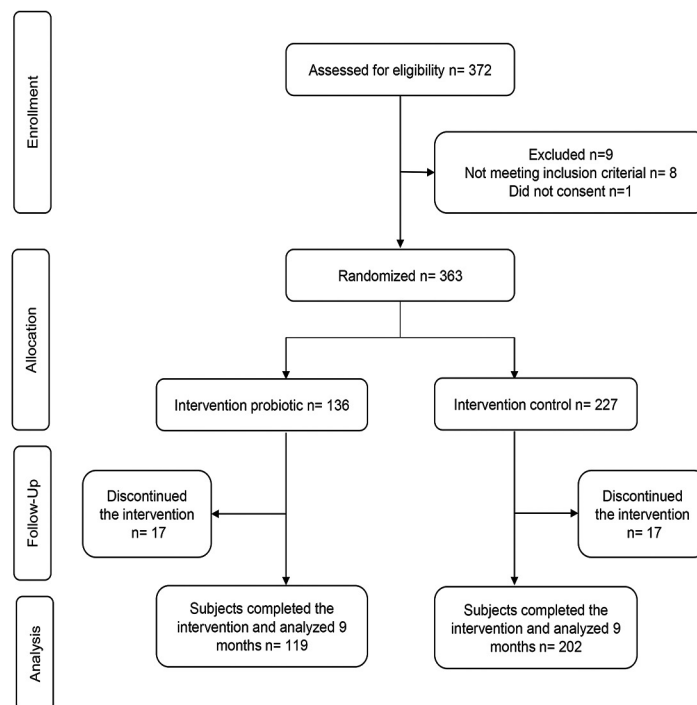 Enrollment
Assessed for eligibility n= 372
Excluded n=9
Not meeting inclusion criterial n= 8
Did not consent n=1
Allocation
Randomized n= 363
Intervention probiotic n= 136
Intervention control n= 227
Follow-Up
Discontinued
the intervention
n= 17
Discontinued
the intervention
n= 17
Analysis
Subjects completed the
intervention and analyzed 9
months n= 119
Subjects completed the
intervention and analyzed 9
months n= 202